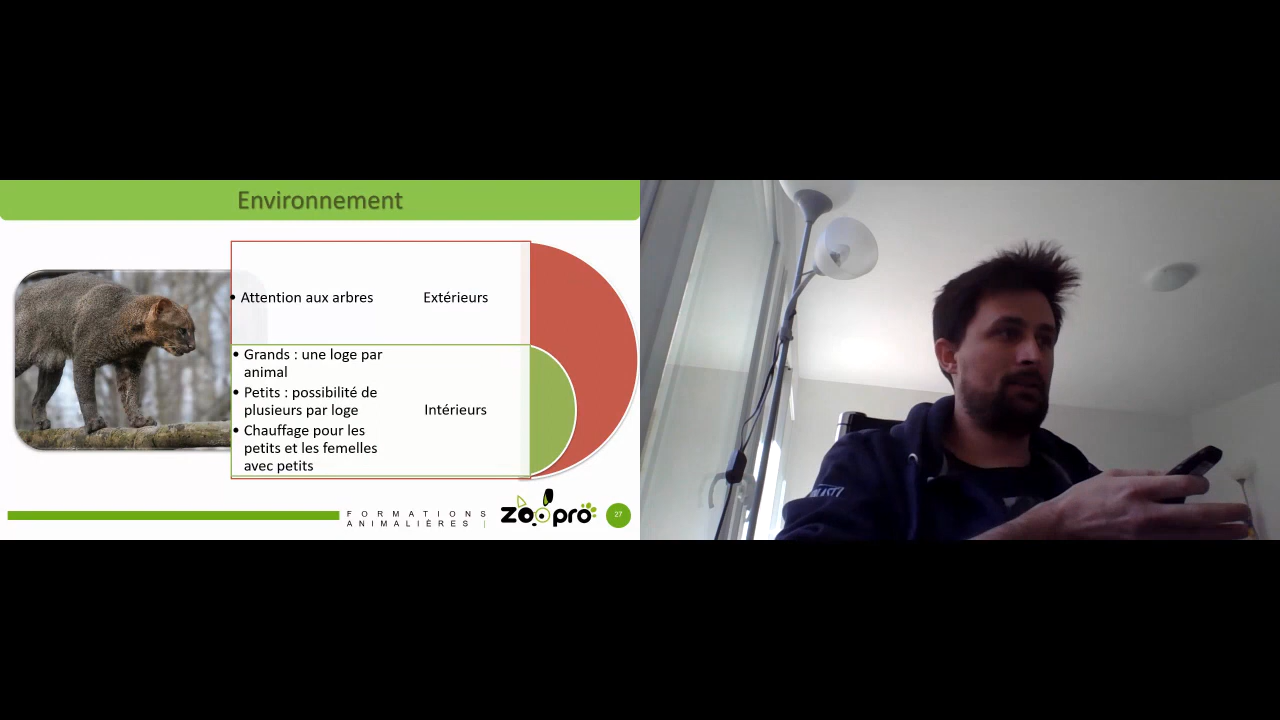 Environnement
• Attention aux arbres
Extérieurs
• Grands : une loge par
animal
• Petits : possibilité de
plusieurs par loge
• Chauffage pour les
petits et les femelles
avec petits
Intérieurs
FORMATIONS
ANIMALIÈRES |
zoopro
27